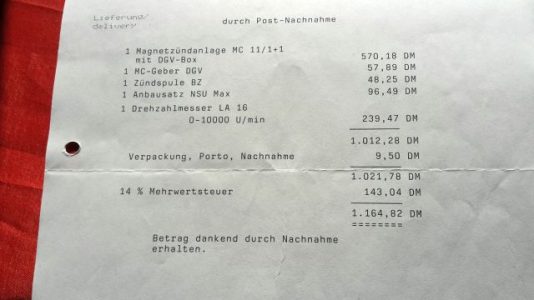 Lieferung/
delivery
durch Post-Nachnahme
1 Magnetzündanlage MC 11/1+1
mit DGV-Box 570,18 DM
1 MC-Geber DGV 57,89 DM
1 Zündspule BZ 48,25 DM
1 Anbausatz NSU Max 96,49 DM
1 Drehzahlmesser LA 16
0-10000 U/min 239,47 DM
1.012,28 DM
Verpackung, Porto, Nachnahme 9,50 DM
1.021,78 DM
14 % Mehrwertsteuer 143,04 DM
1.164,82 DM
========
Betrag dankend durch Nachnahme
erhalten.